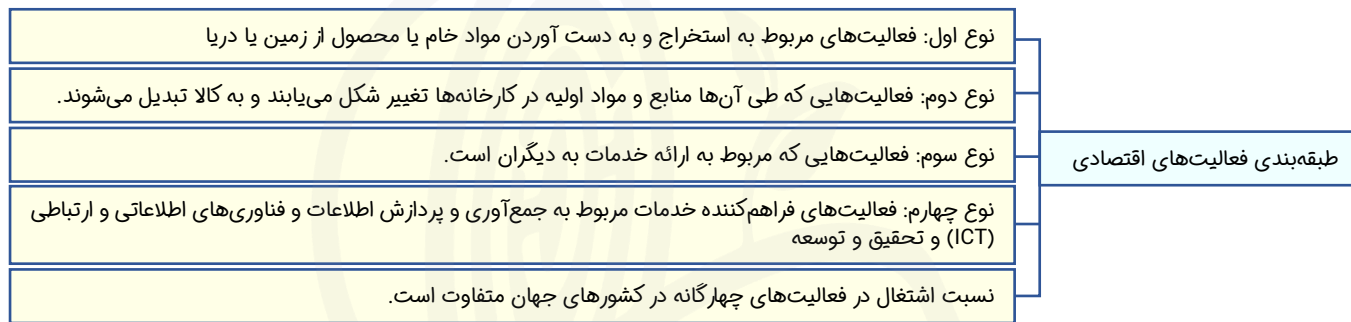 نوع اول: فعالیت‌های مربوط به استخراج و به دست آوردن مواد خام یا محصول از زمین یا دریا
نوع دوم: فعالیت‌هایی که طی آن‌ها منابع و مواد اولیه در کارخانه‌ها تغییر شکل می‌یابند و به کالا تبدیل می‌شوند.
طبقه‌بندی فعالیت‌های اقتصادی
نوع سوم: فعالیت‌هایی که مربوط به ارائه خدمات به دیگران است.
نوع چهارم: فعالیت‌های فراهم‌کننده خدمات مربوط به جمع‌آوری و پردازش اطلاعات و فناوری‌های اطلاعاتی و ارتباطی
(ICT) و تحقیق و توسعه
نسبت اشتغال در فعالیت‌های چهارگانه در کشورهای جهان متفاوت است.